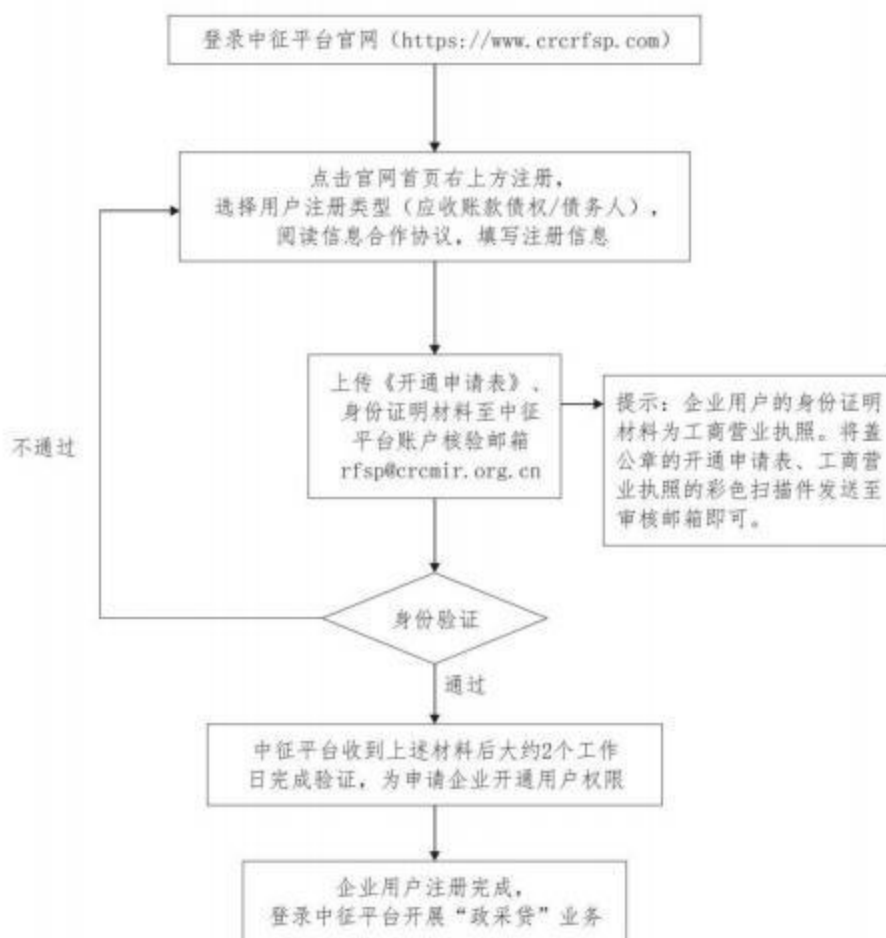 登录中征平台官网（https://www.crcrfsp.com）
点击官网首页右上方注册，
选择用户注册类型（应收账款债权/债务人），
阅读信息合作协议，填写注册信息
上传《开通申请表》、
身份证明材料至中征
平台账户核验邮箱
rfsp@crcmir.org.cn
提示：企业用户的身份证明
材料为工商营业执照。将盖
公章的开通申请表、工商营
业执照的彩色扫描件发送至
审核邮箱即可。
不通过
身份验证
通过
中征平台收到上述材料后大约2个工作
日完成验证，为申请企业开通用户权限
企业用户注册完成，
登录中征平台开展“政采贷”业务